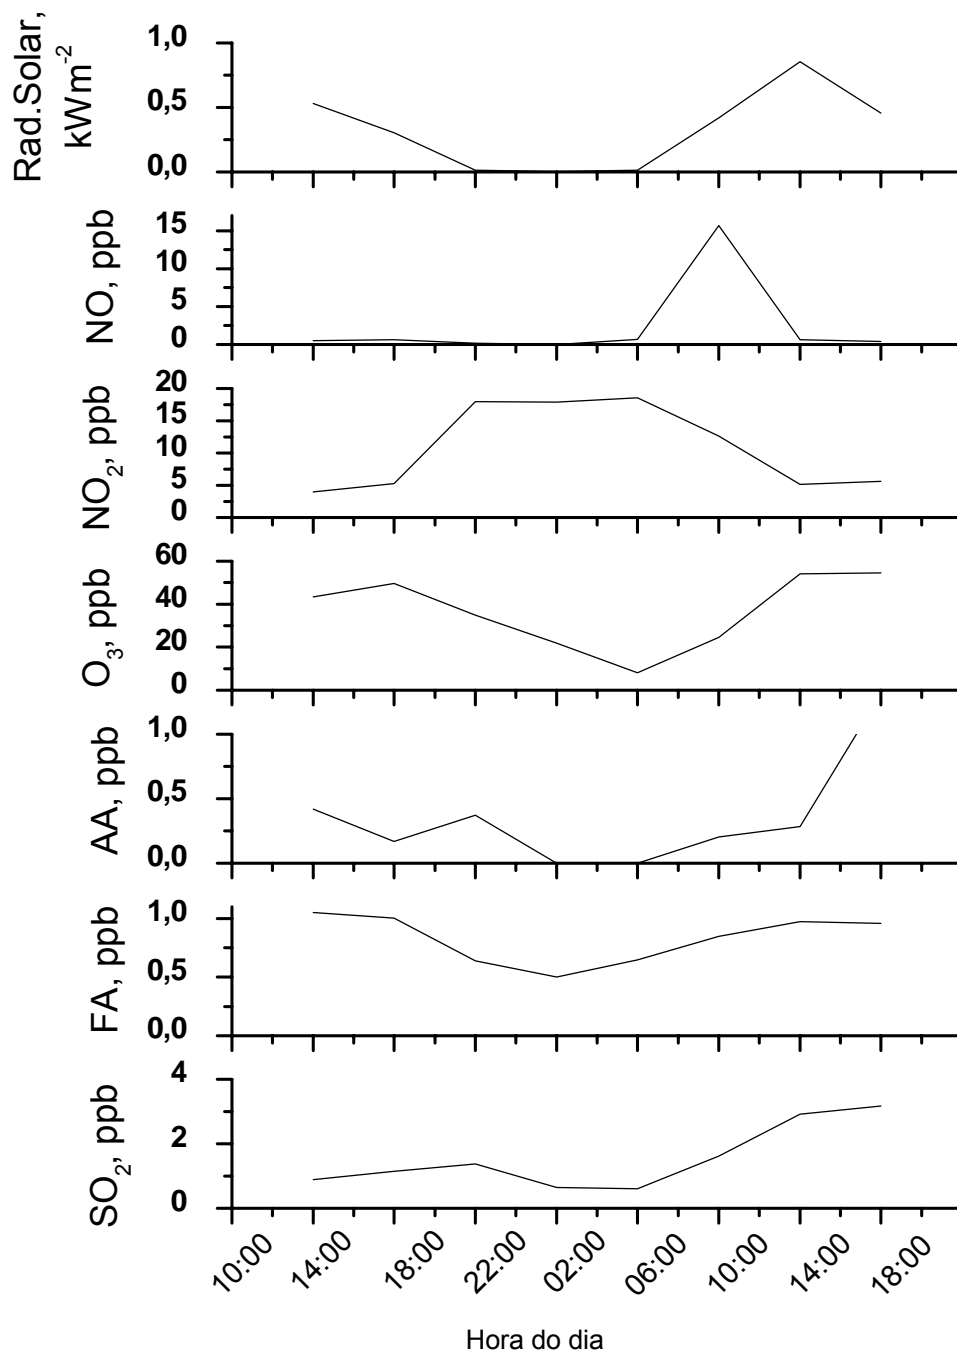 Rad.Solar,
kWm⁻²
1,0
0,5
0,0
NO, ppb
15
10
5
0
NO₂, ppb
20
15
10
5
0
O₃, ppb
60
40
20
0
AA, ppb
1,0
0,5
0,0
FA, ppb
1,0
0,5
0,0
SO₂, ppb
4
2
0
10:00 14:00 18:00 22:00 02:00 06:00 10:00 14:00 18:00
Hora do dia